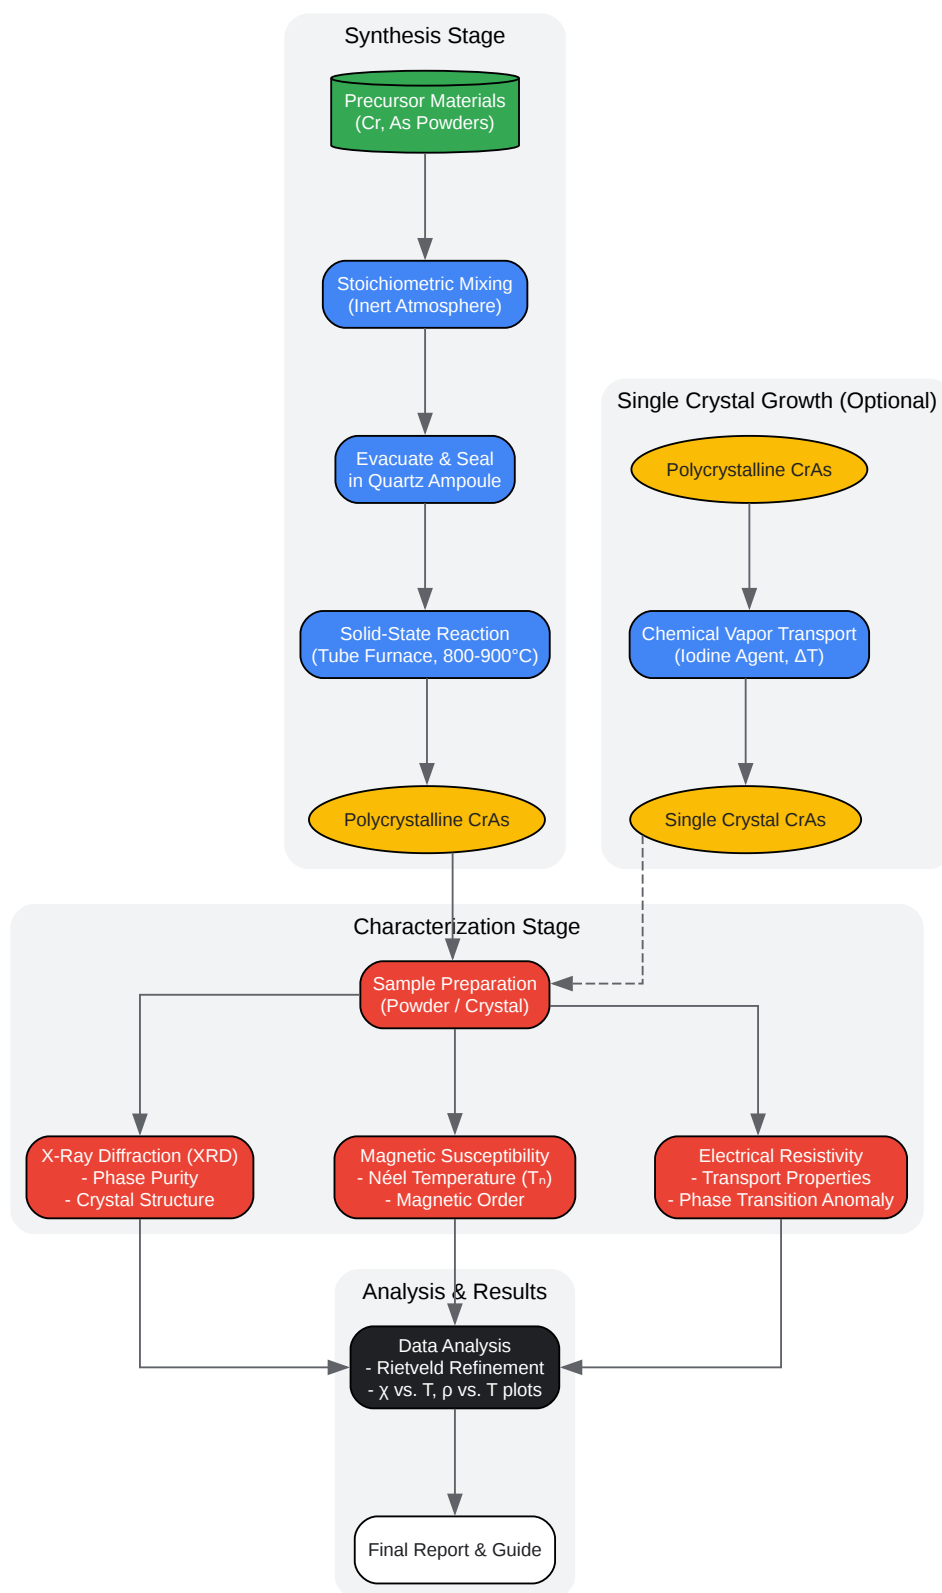 Synthesis Stage
Precursor Materials
(Cr, As Powders)
Stoichiometric Mixing
(Inert Atmosphere)
Evacuate & Seal
in Quartz Ampoule
Solid-State Reaction
(Tube Furnace, 800-900°C)
Polycrystalline CrAs
Single Crystal Growth (Optional)
Polycrystalline CrAs
Chemical Vapor Transport
(Iodine Agent, ΔT)
Single Crystal CrAs
Characterization Stage
Sample Preparation
(Powder / Crystal)
X-Ray Diffraction (XRD)
- Phase Purity
- Crystal Structure
Magnetic Susceptibility
- Néel Temperature (Tₙ)
- Magnetic Order
Electrical Resistivity
- Transport Properties
- Phase Transition Anomaly
Analysis & Results
Data Analysis
- Rietveld Refinement
- χ vs. T, ρ vs. T plots
Final Report & Guide